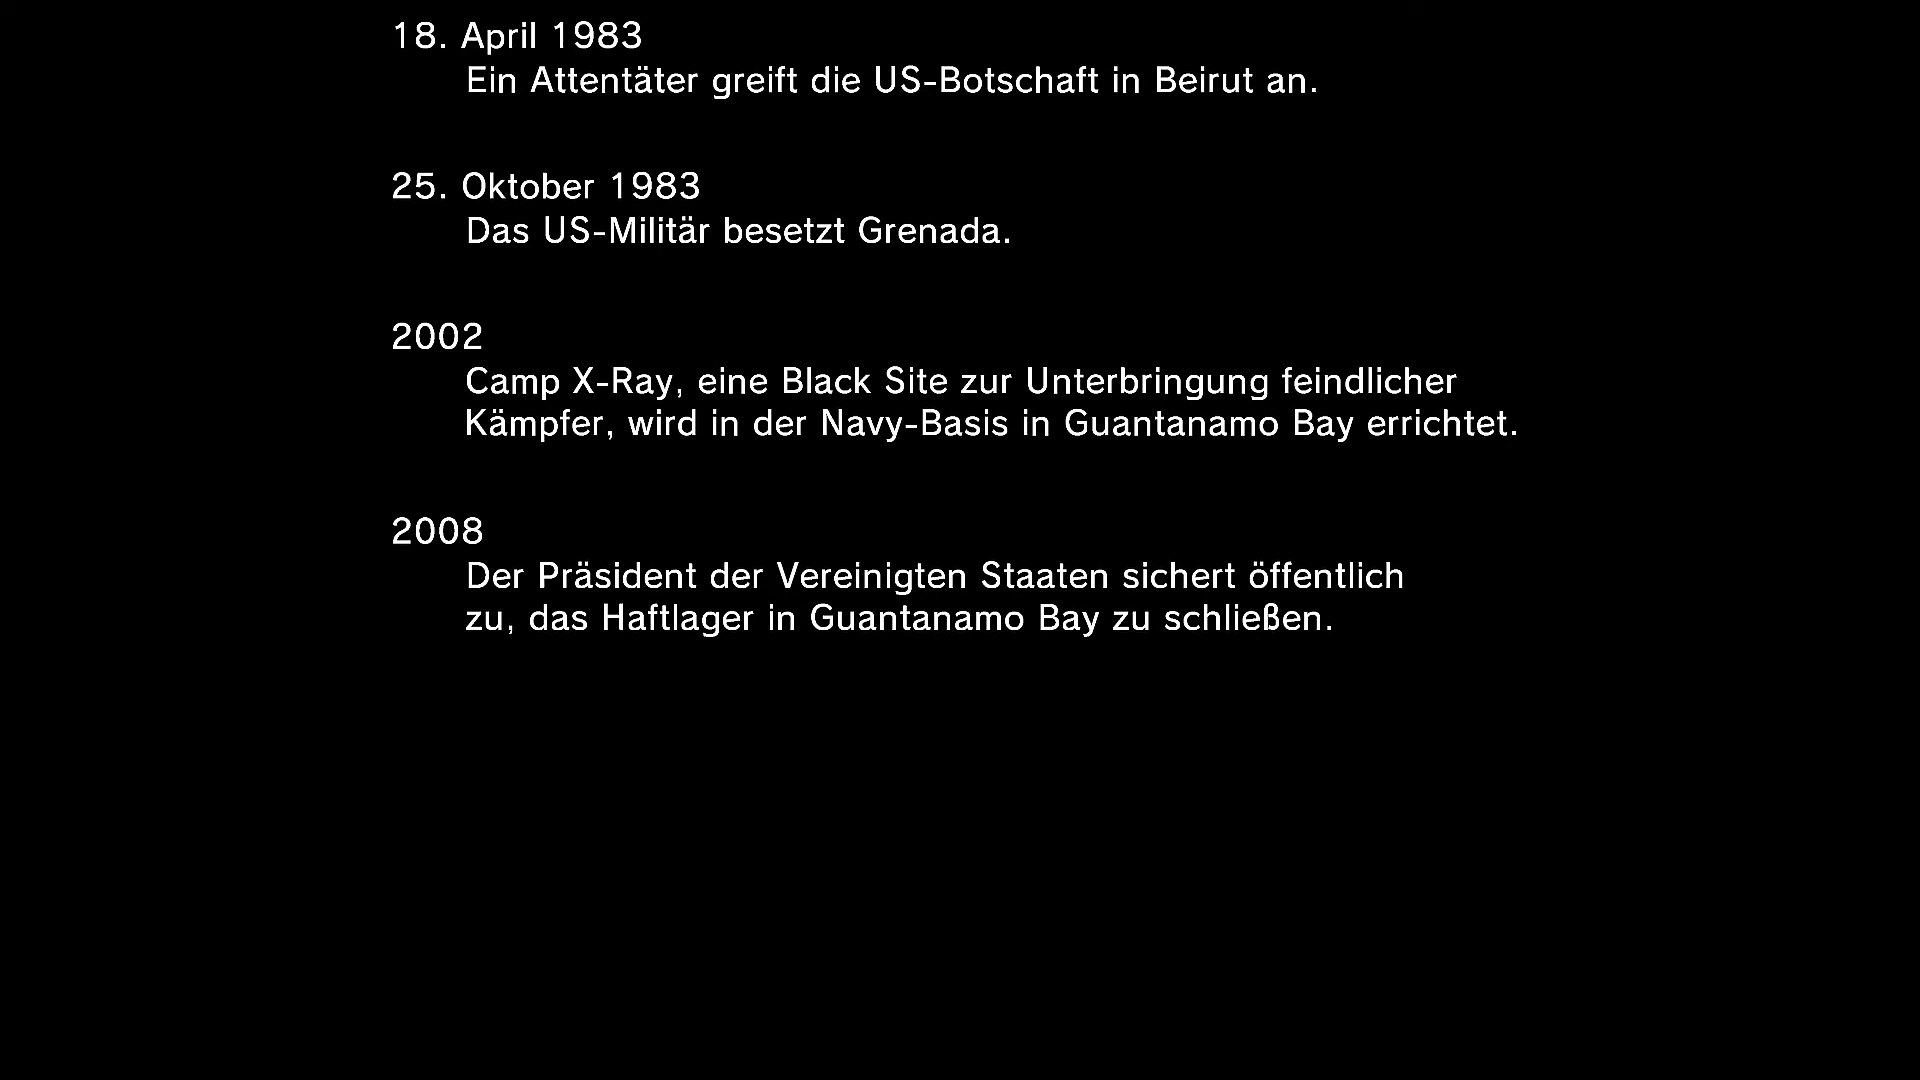 18. April 1983
Ein Attentäter greift die US-Botschaft in Beirut an.
25. Oktober 1983
Das US-Militär besetzt Grenada.
2002
Camp X-Ray, eine Black Site zur Unterbringung feindlicher
Kämpfer, wird in der Navy-Basis in Guantanamo Bay errichtet.
2008
Der Präsident der Vereinigten Staaten sichert öffentlich
zu, das Haftlager in Guantanamo Bay zu schließen.